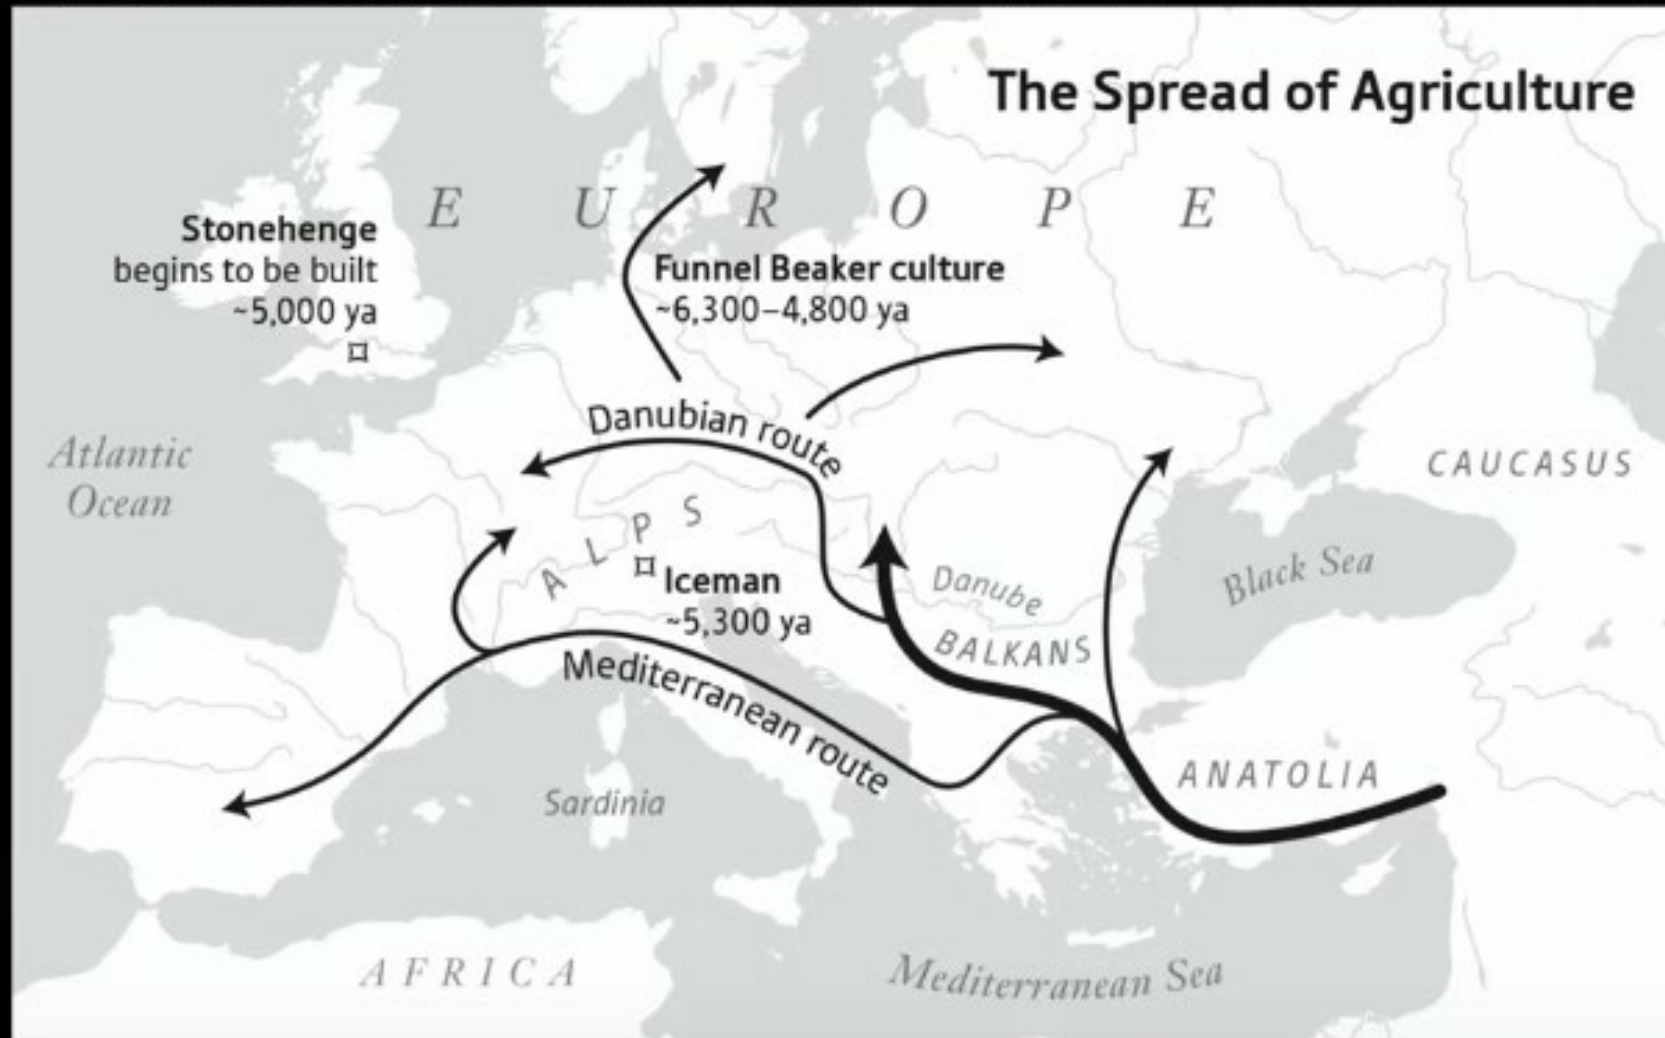 The Spread of Agriculture
E U R O P E
Stonehenge
begins to be built
~5,000 ya
Funnel Beaker culture
~6,300–4,800 ya
Danubian route
Atlantic
Ocean
CAUCASUS
ALPS
Iceman
~5,300 ya
Danube
BALKANS
Black Sea
Mediterranean route
ANATOLIA
Sardinia
AFRICA
Mediterranean Sea